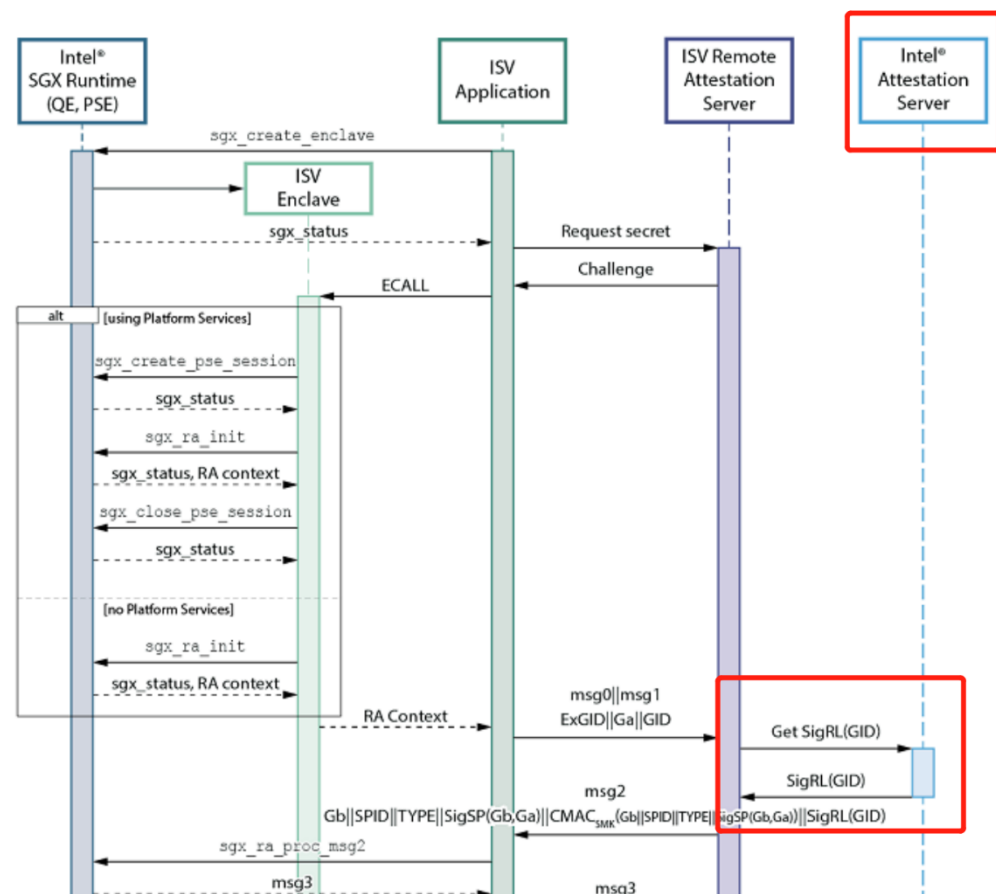 Intel®
SGX Runtime
(QE, PSE)
ISV
Application
ISV Remote
Attestation
Server
Intel®
Attestation
Server
sgx_create_enclave
ISV
Enclave
sgx_status
Request secret
Challenge
ECALL
alt
[using Platform Services]
sgx_create_pse_session
sgx_status
sgx_ra_init
sgx_status, RA context
sgx_close_pse_session
sgx_status
[no Platform Services]
sgx_ra_init
sgx_status, RA context
RA Context
msg0||msg1
ExGID||Ga||GID
Get SigRL(GID)
SigRL(GID)
msg2
Gb||SPID||TYPE||SigSP(Gb,Ga)||CMAC_SMK(Gb||SPID||TYPE||SigSP(Gb,Ga))||SigRL(GID)
sgx_ra_proc_msg2
msg3
msg3